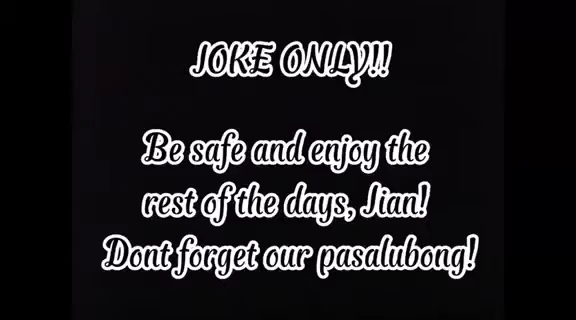 JOKE ONLY!!
Be safe and enjoy the
rest of the days, Jian!
Dont forget our pasalubong!